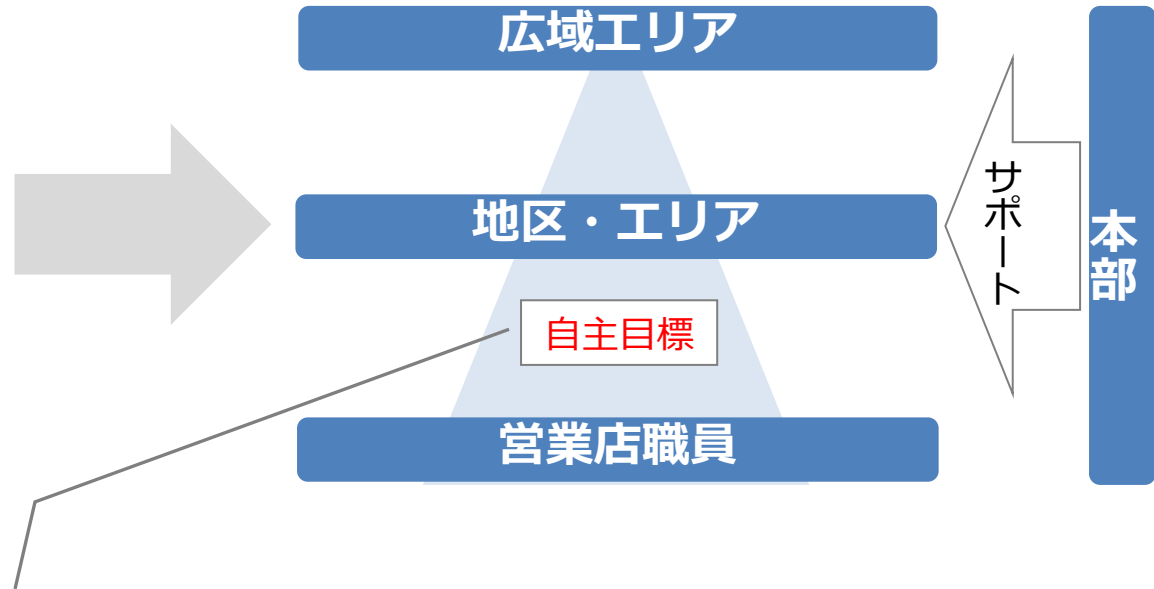 広域エリア
地区・エリア
自主目標
営業店職員
サポート
本部